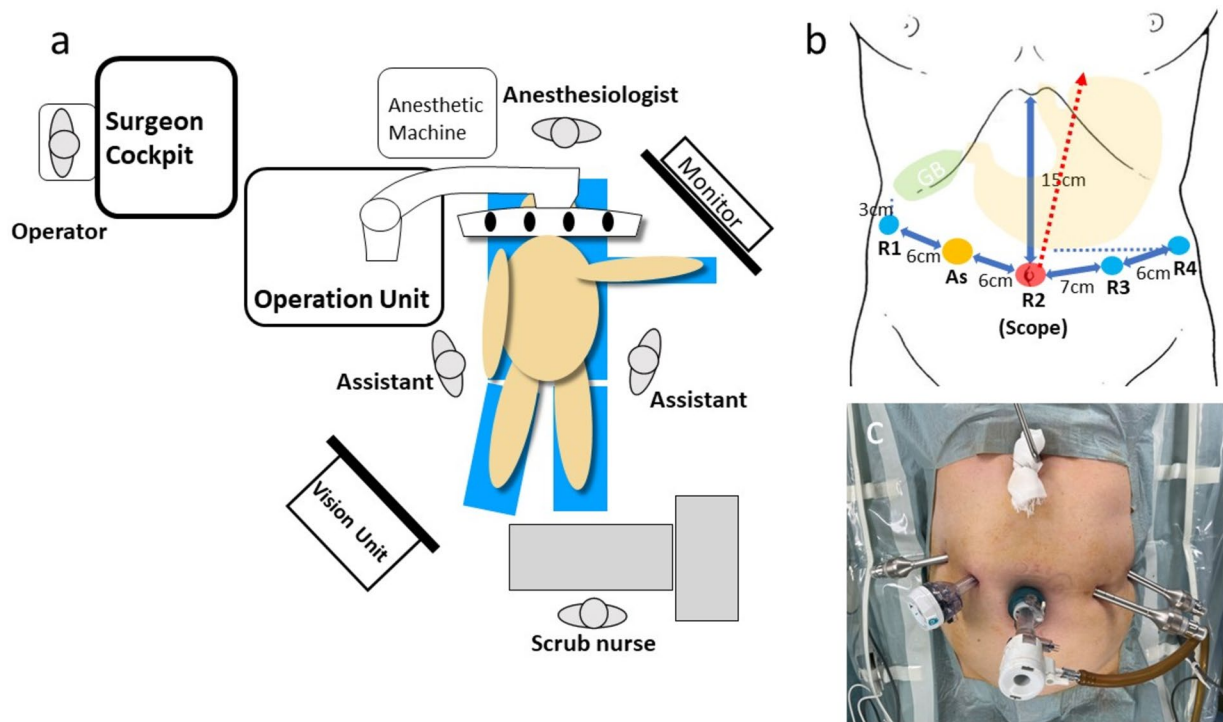 a
Surgeon
Cockpit
Operator
Anesthetic
Machine
Anesthesiologist
Monitor
Operation Unit
Assistant
Assistant
Vision Unit
Scrub nurse
b
GB
15cm
3cm
R1
6cm
As
6cm
R2
(Scope)
7cm
R3
6cm
R4
c